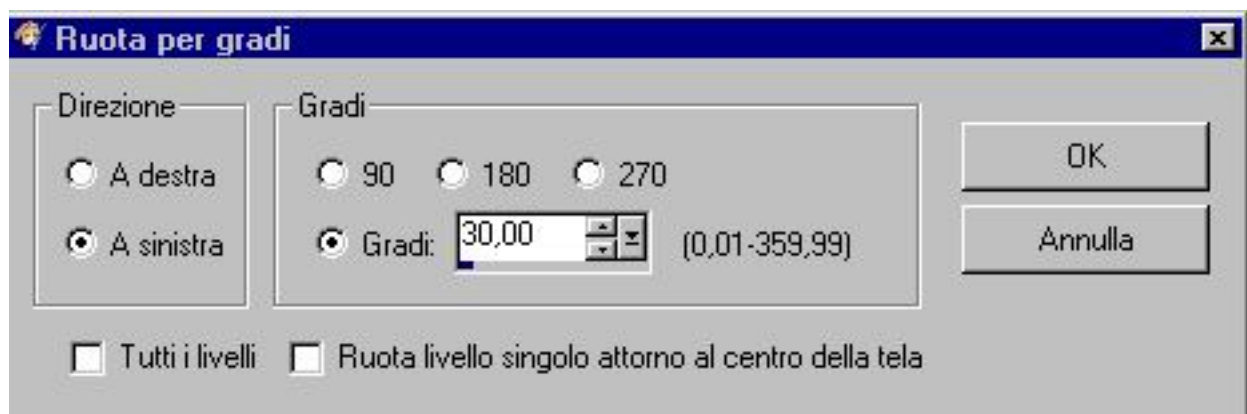 Ruota per gradi
Direzione
A destra
A sinistra
Gradi
90 180 270
Gradi: 30,00 (0,01-359,99)
OK
Annulla
Tutti i livelli
Ruota livello singolo attorno al centro della tela